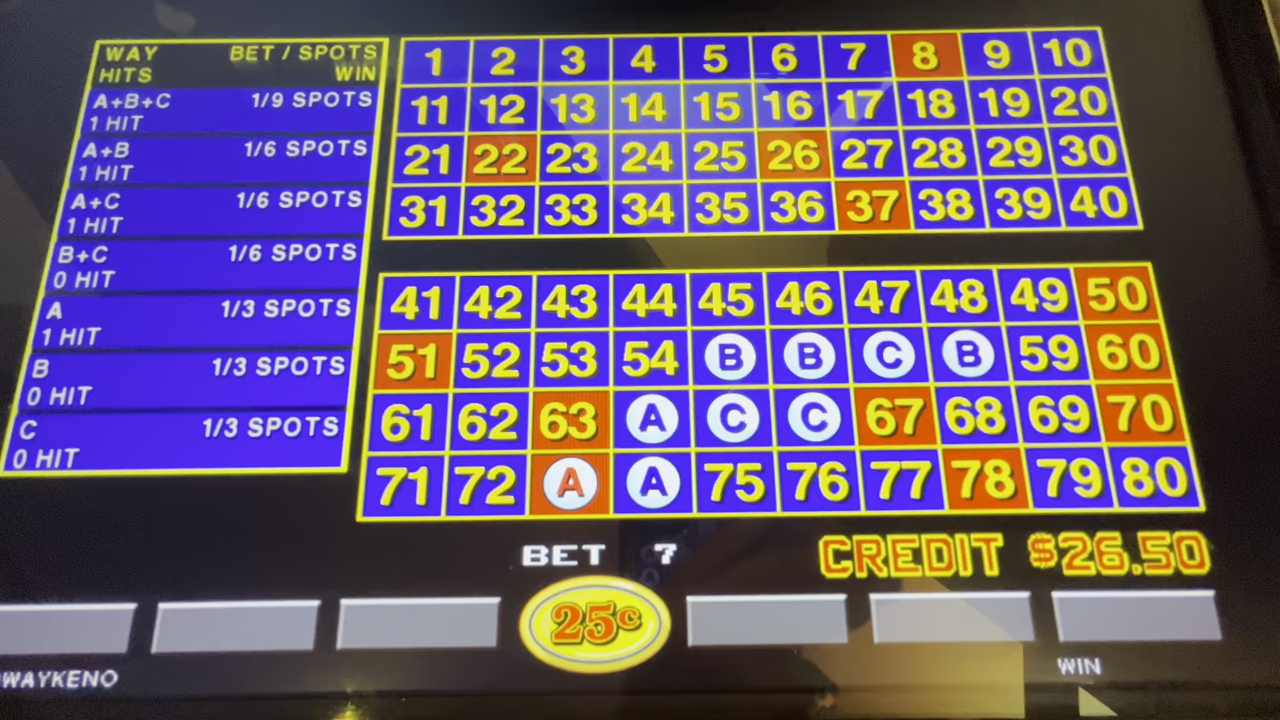 WAY BET / SPOTS
HITS WIN
A+B+C 1/9 SPOTS
1 HIT
A+B 1/6 SPOTS
1 HIT
A+C 1/6 SPOTS
1 HIT
B+C 1/6 SPOTS
0 HIT
A 1/3 SPOTS
1 HIT
B 1/3 SPOTS
0 HIT
C 1/3 SPOTS
0 HIT
1 2 3 4 5 6 7 8 9 10
11 12 13 14 15 16 17 18 19 20
21 22 23 24 25 26 27 28 29 30
31 32 33 34 35 36 37 38 39 40
41 42 43 44 45 46 47 48 49 50
51 52 53 54 B B C B 59 60
61 62 63 A C C 67 68 69 70
71 72 A A 75 76 77 78 79 80
BET 7 CREDIT $26.50
25¢
WAYKENO WIN